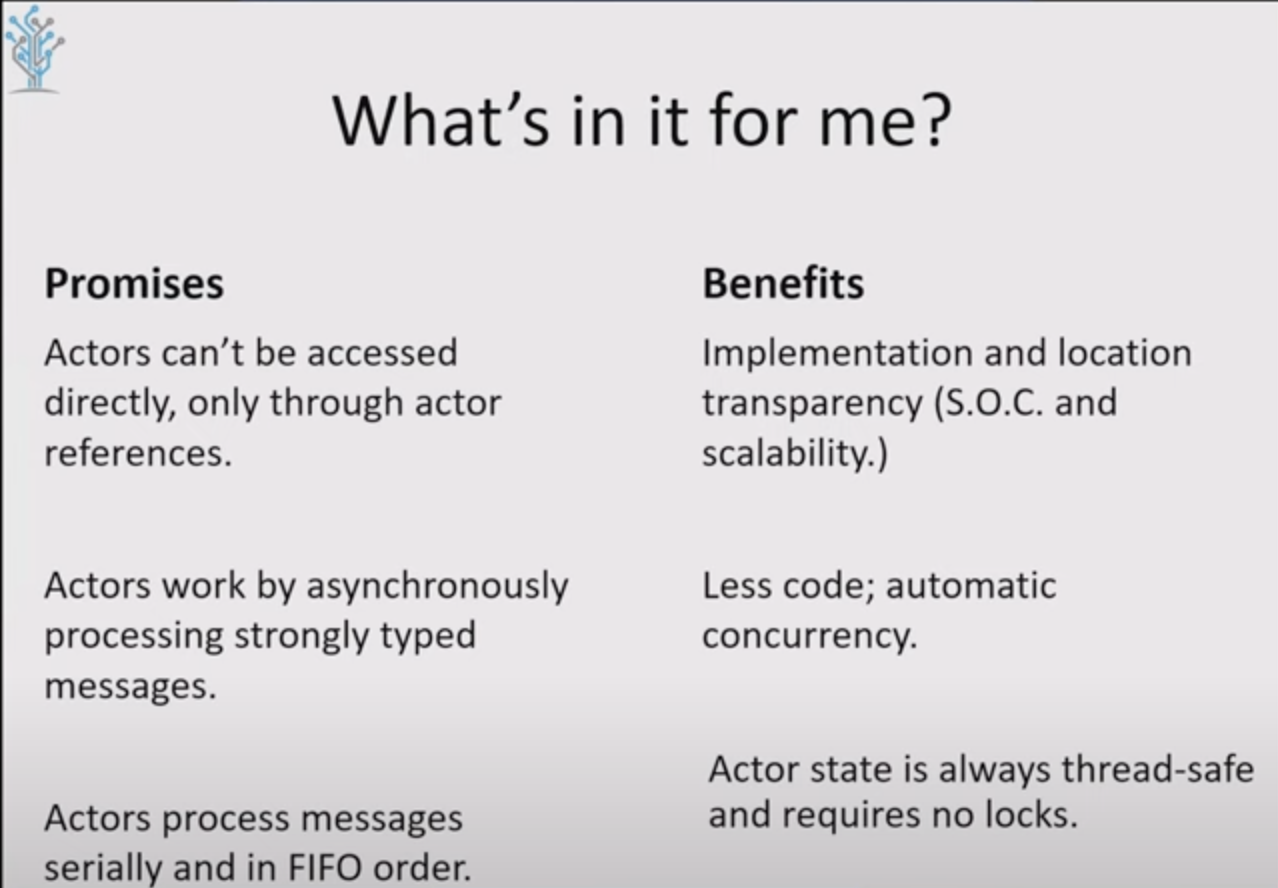 What's in it for me?
Promises
Actors can't be accessed
directly, only through actor
references.
Actors work by asynchronously
processing strongly typed
messages.
Actors process messages
serially and in FIFO order.
Benefits
Implementation and location
transparency (S.O.C. and
scalability.)
Less code; automatic
concurrency.
Actor state is always thread-safe
and requires no locks.